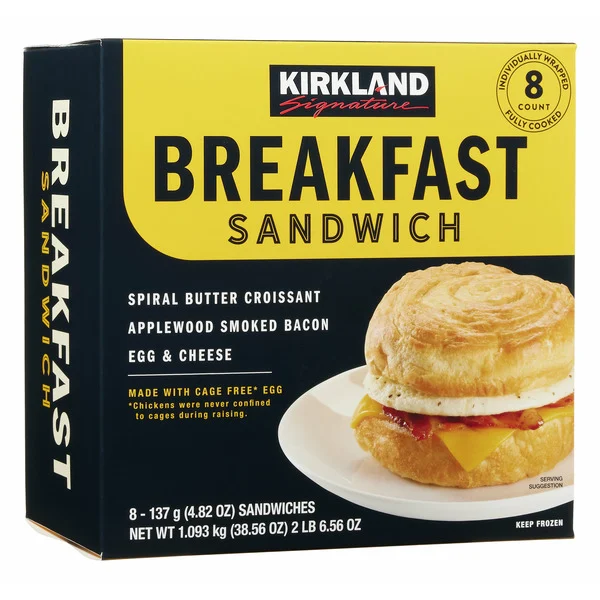 BREAKFAST
SANDWICH
KIRKLAND
Signature
INDIVIDUALLY WRAPPED
8
COUNT
FULLY COOKED
BREAKFAST
SANDWICH
SPIRAL BUTTER CROISSANT
APPLEWOOD SMOKED BACON
EGG & CHEESE
MADE WITH CAGE FREE* EGG
*Chickens were never confined
to cages during raising.
SERVING
SUGGESTION
8 - 137 g (4.82 OZ) SANDWICHES
NET WT 1.093 kg (38.56 OZ) 2 LB 6.56 OZ
KEEP FROZEN